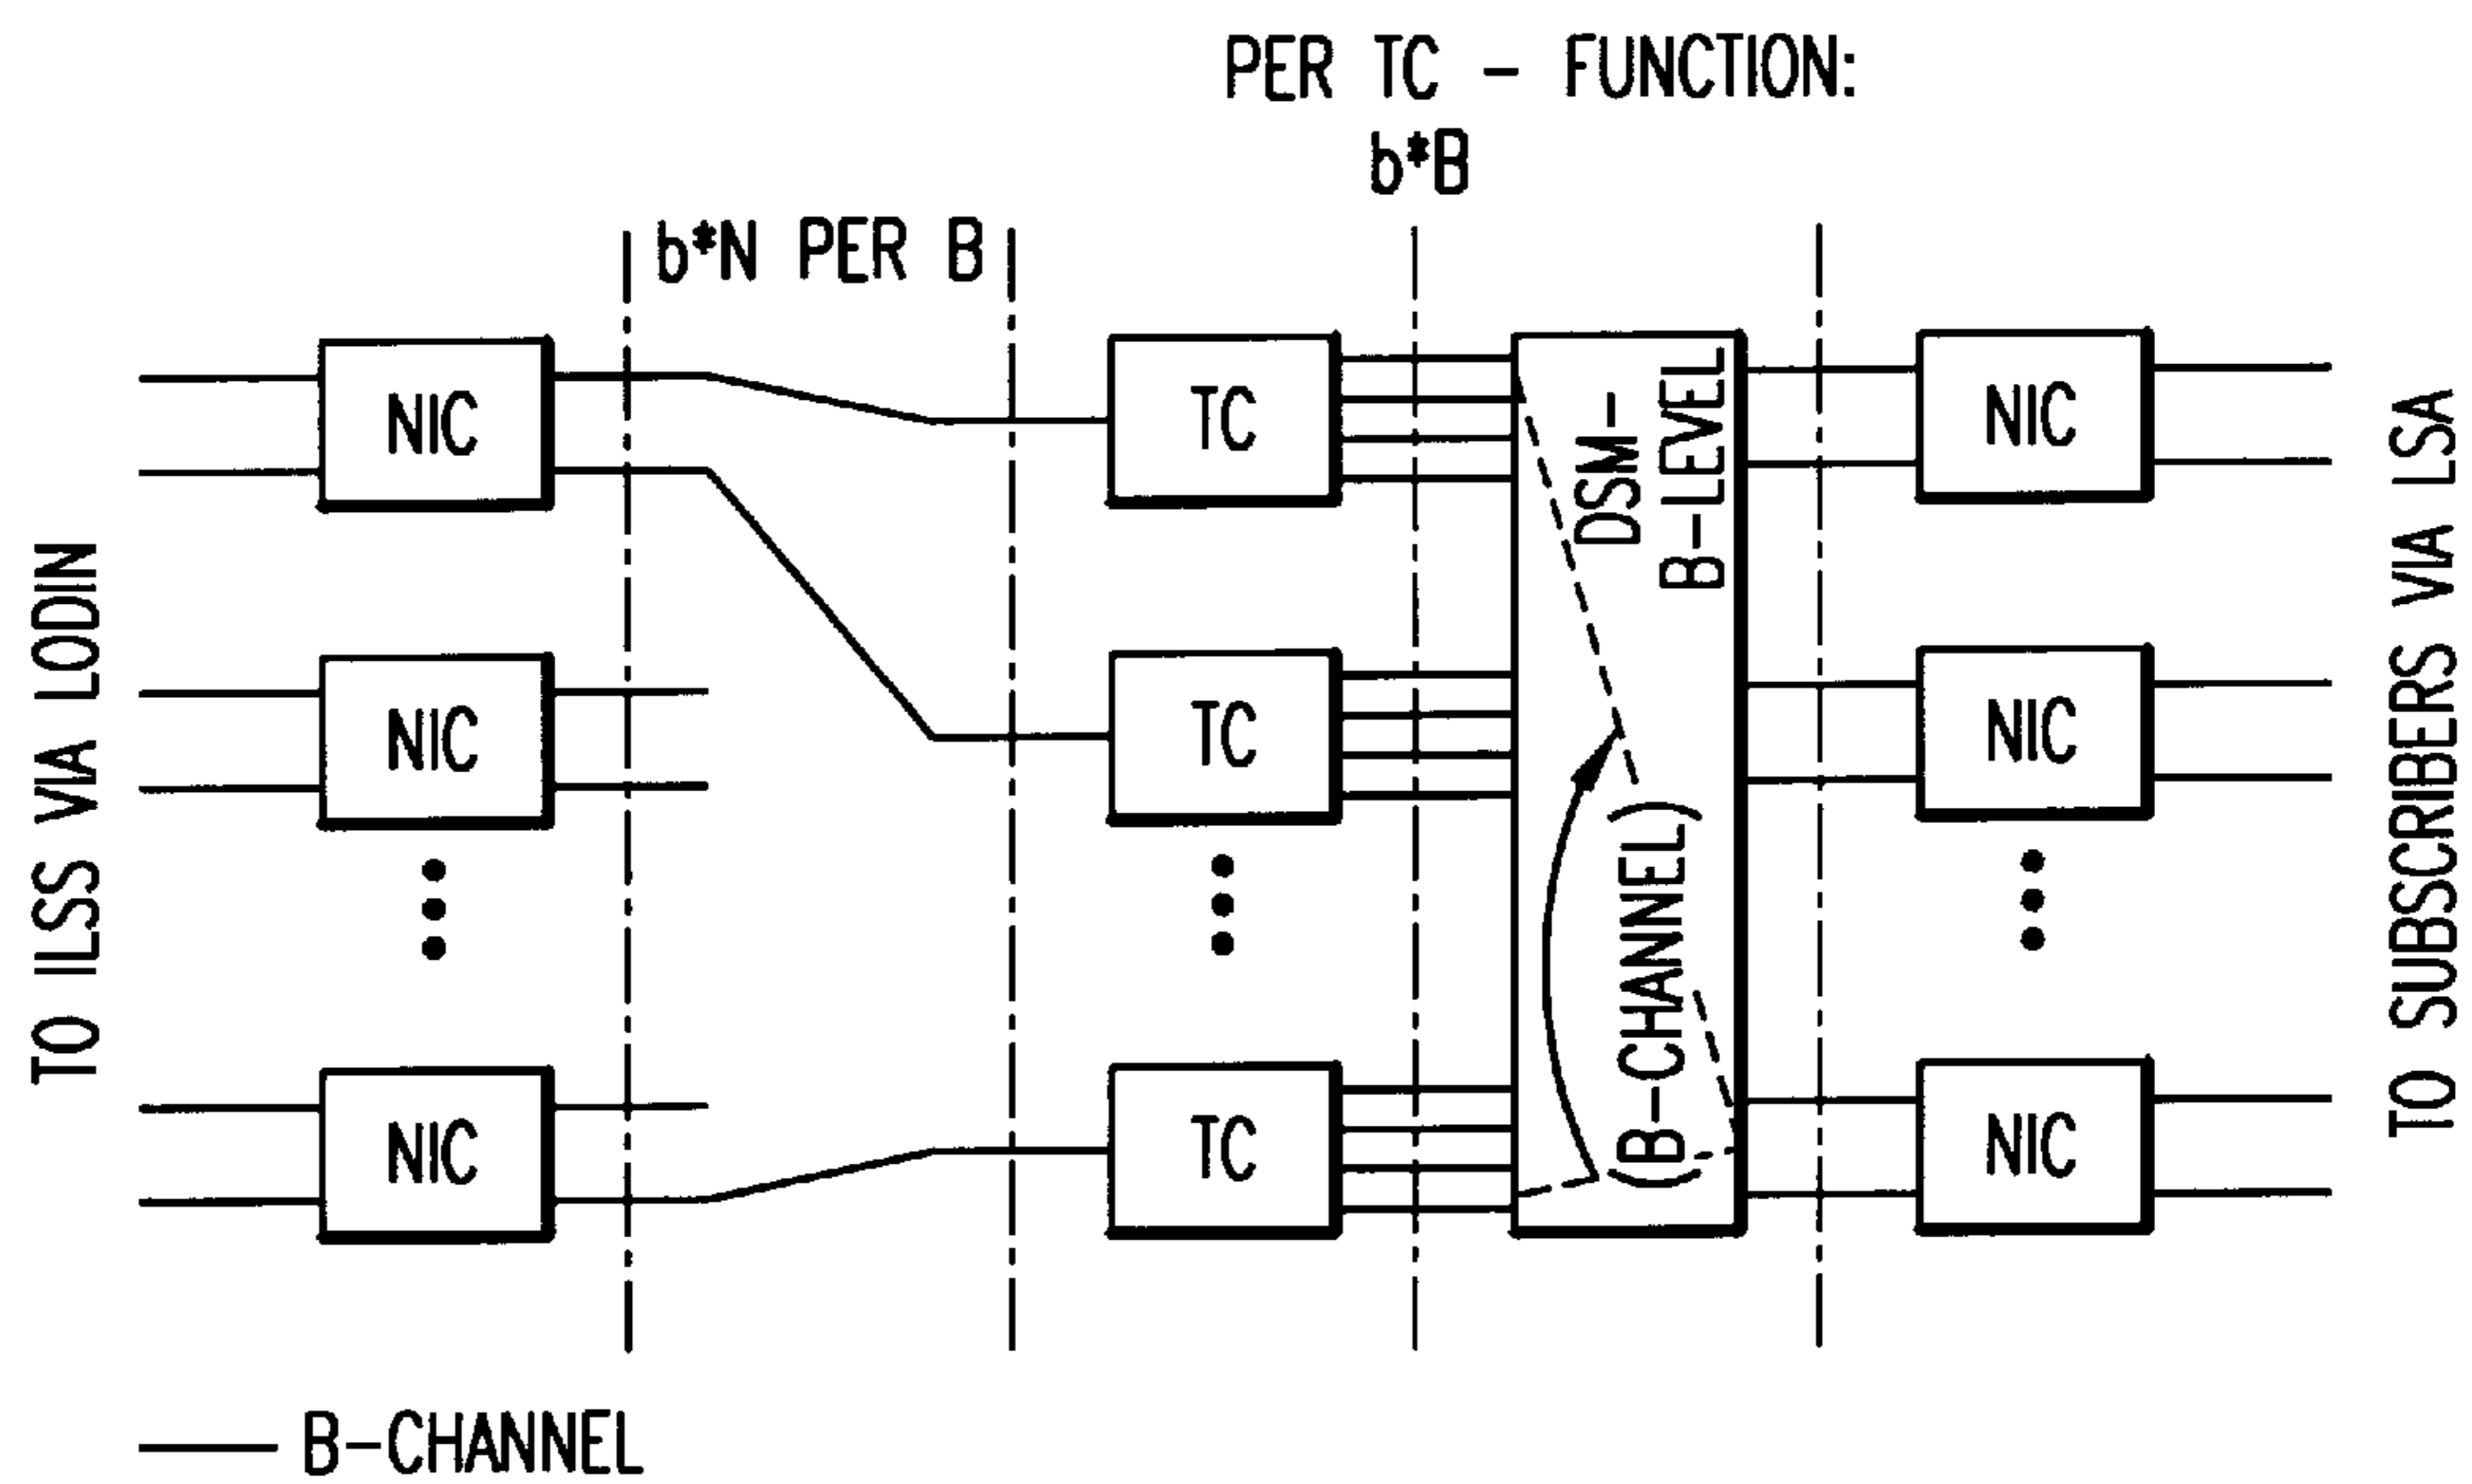 PER TC - FUNCTION:
b*B
b*N PER B
TO ILSS VIA LODIN
NIC
NIC
NIC
TC
TC
TC
DSM-
B-LEVEL
(B-CHANNEL)
NIC
NIC
NIC
TO SUBSCRIBERS VIA LSA
B-CHANNEL